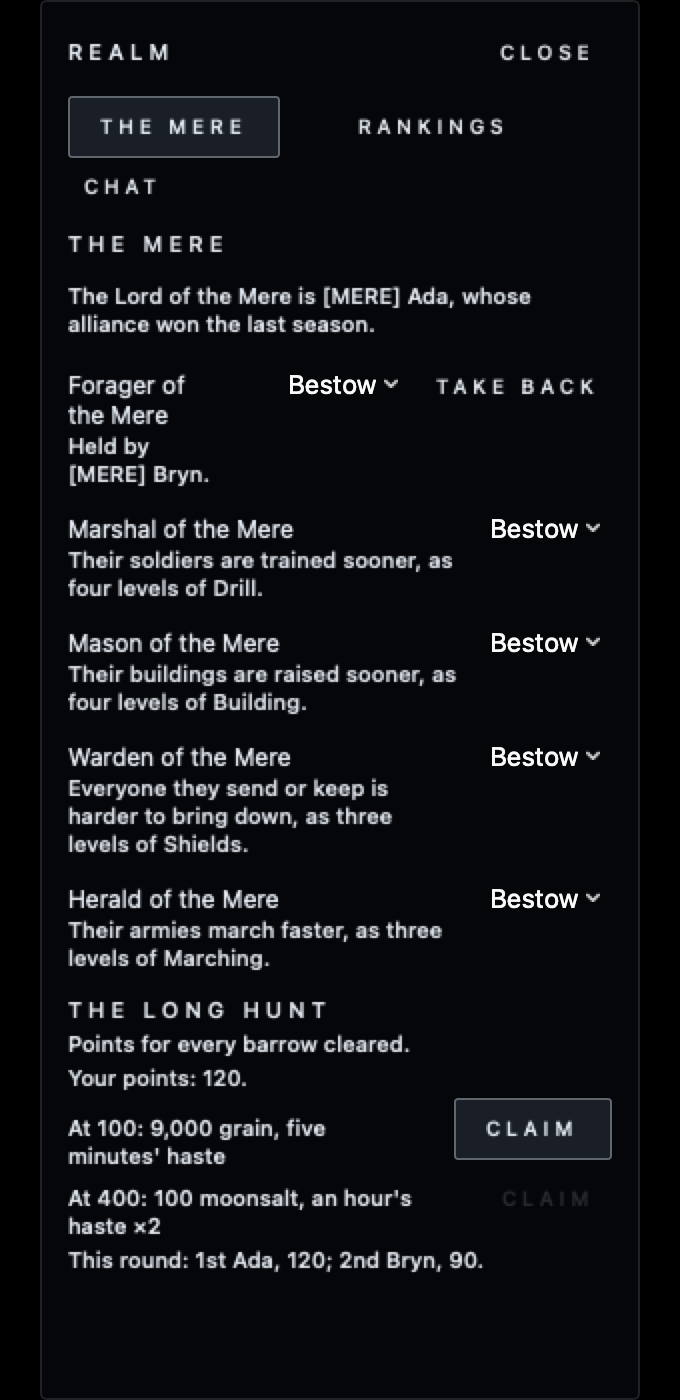 REALM CLOSE
THE MERE RANKINGS
CHAT
THE MERE
The Lord of the Mere is [MERE] Ada, whose
alliance won the last season.
Forager of Bestow TAKE BACK
the Mere
Held by
[MERE] Bryn.
Marshal of the Mere Bestow
Their soldiers are trained sooner, as
four levels of Drill.
Mason of the Mere Bestow
Their buildings are raised sooner, as
four levels of Building.
Warden of the Mere Bestow
Everyone they send or keep is
harder to bring down, as three
levels of Shields.
Herald of the Mere Bestow
Their armies march faster, as three
levels of Marching.
THE LONG HUNT
Points for every barrow cleared.
Your points: 120.
At 100: 9,000 grain, five CLAIM
minutes' haste
At 400: 100 moonsalt, an hour's CLAIM
haste ×2
This round: 1st Ada, 120; 2nd Bryn, 90.